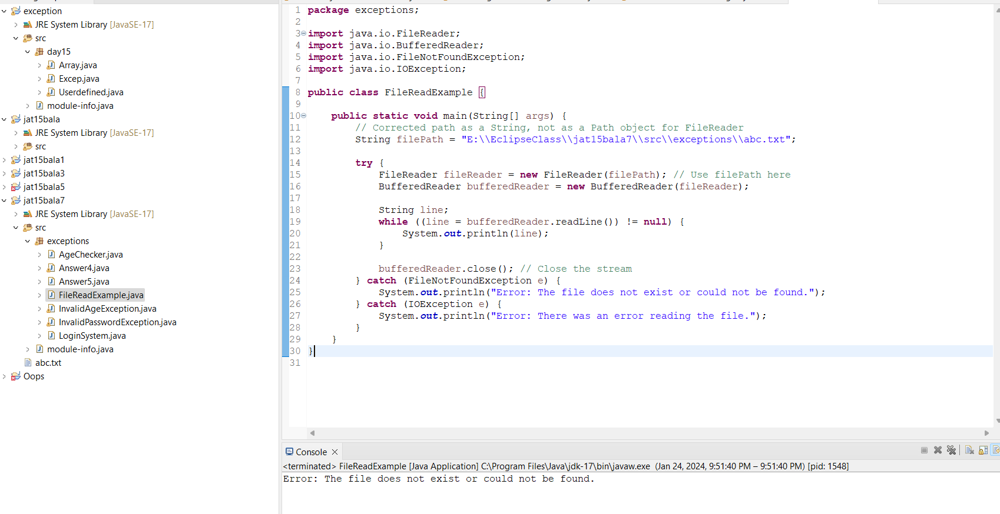 exception
JRE System Library [JavaSE-17]
src
day15
Array.java
Excep.java
Userdefined.java
module-info.java
jat15bala
JRE System Library [JavaSE-17]
src
jat15bala1
jat15bala3
jat15bala5
jat15bala7
JRE System Library [JavaSE-17]
src
exceptions
AgeChecker.java
Answer4.java
Answer5.java
FileReadExample.java
InvalidAgeException.java
InvalidPasswordException.java
LoginSystem.java
module-info.java
abc.txt
Oops
1 package exceptions;
2
3 import java.io.FileReader;
4 import java.io.BufferedReader;
5 import java.io.FileNotFoundException;
6 import java.io.IOException;
7
8 public class FileReadExample {
9
10 public static void main(String[] args) {
11 // Corrected path as a String, not as a Path object for FileReader
12 String filePath = "E:\\EclipseClass\\jat15bala7\\src\\exceptions\\abc.txt";
13
14 try {
15 FileReader fileReader = new FileReader(filePath); // Use filePath here
16 BufferedReader bufferedReader = new BufferedReader(fileReader);
17
18 String line;
19 while ((line = bufferedReader.readLine()) != null) {
20 System.out.println(line);
21 }
22
23 bufferedReader.close(); // Close the stream
24 } catch (FileNotFoundException e) {
25 System.out.println("Error: The file does not exist or could not be found.");
26 } catch (IOException e) {
27 System.out.println("Error: There was an error reading the file.");
28 }
29 }
30 }
31
Console
<terminated> FileReadExample [Java Application] C:\Program Files\Java\jdk-17\bin\javaw.exe (Jan 24, 2024, 9:51:40 PM – 9:51:40 PM) [pid: 1548]
Error: The file does not exist or could not be found.